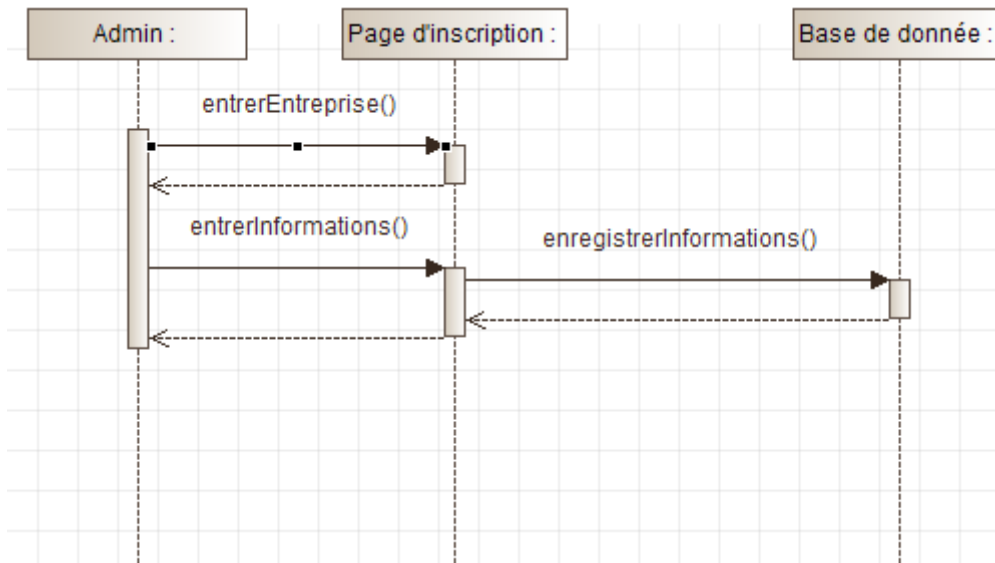 Admin :
Page d'inscription :
Base de donnée :
entrerEntreprise()
entrerInformations()
enregistrerInformations()